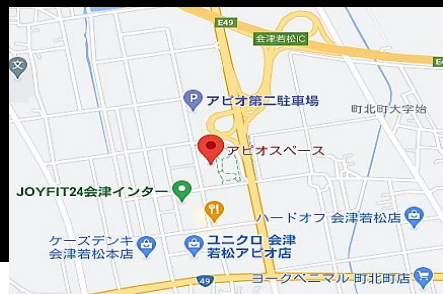 E49
会津若松IC
E4
文
P アピオ第二駐車場
町北町大字始
アピオスペース
JOYFIT24会津インター
ハードオフ 会津若松店
ケーズデンキ
会津若松本店
ユニクロ 会津
若松アピオ店
49
ヨークベニマル 町北町店